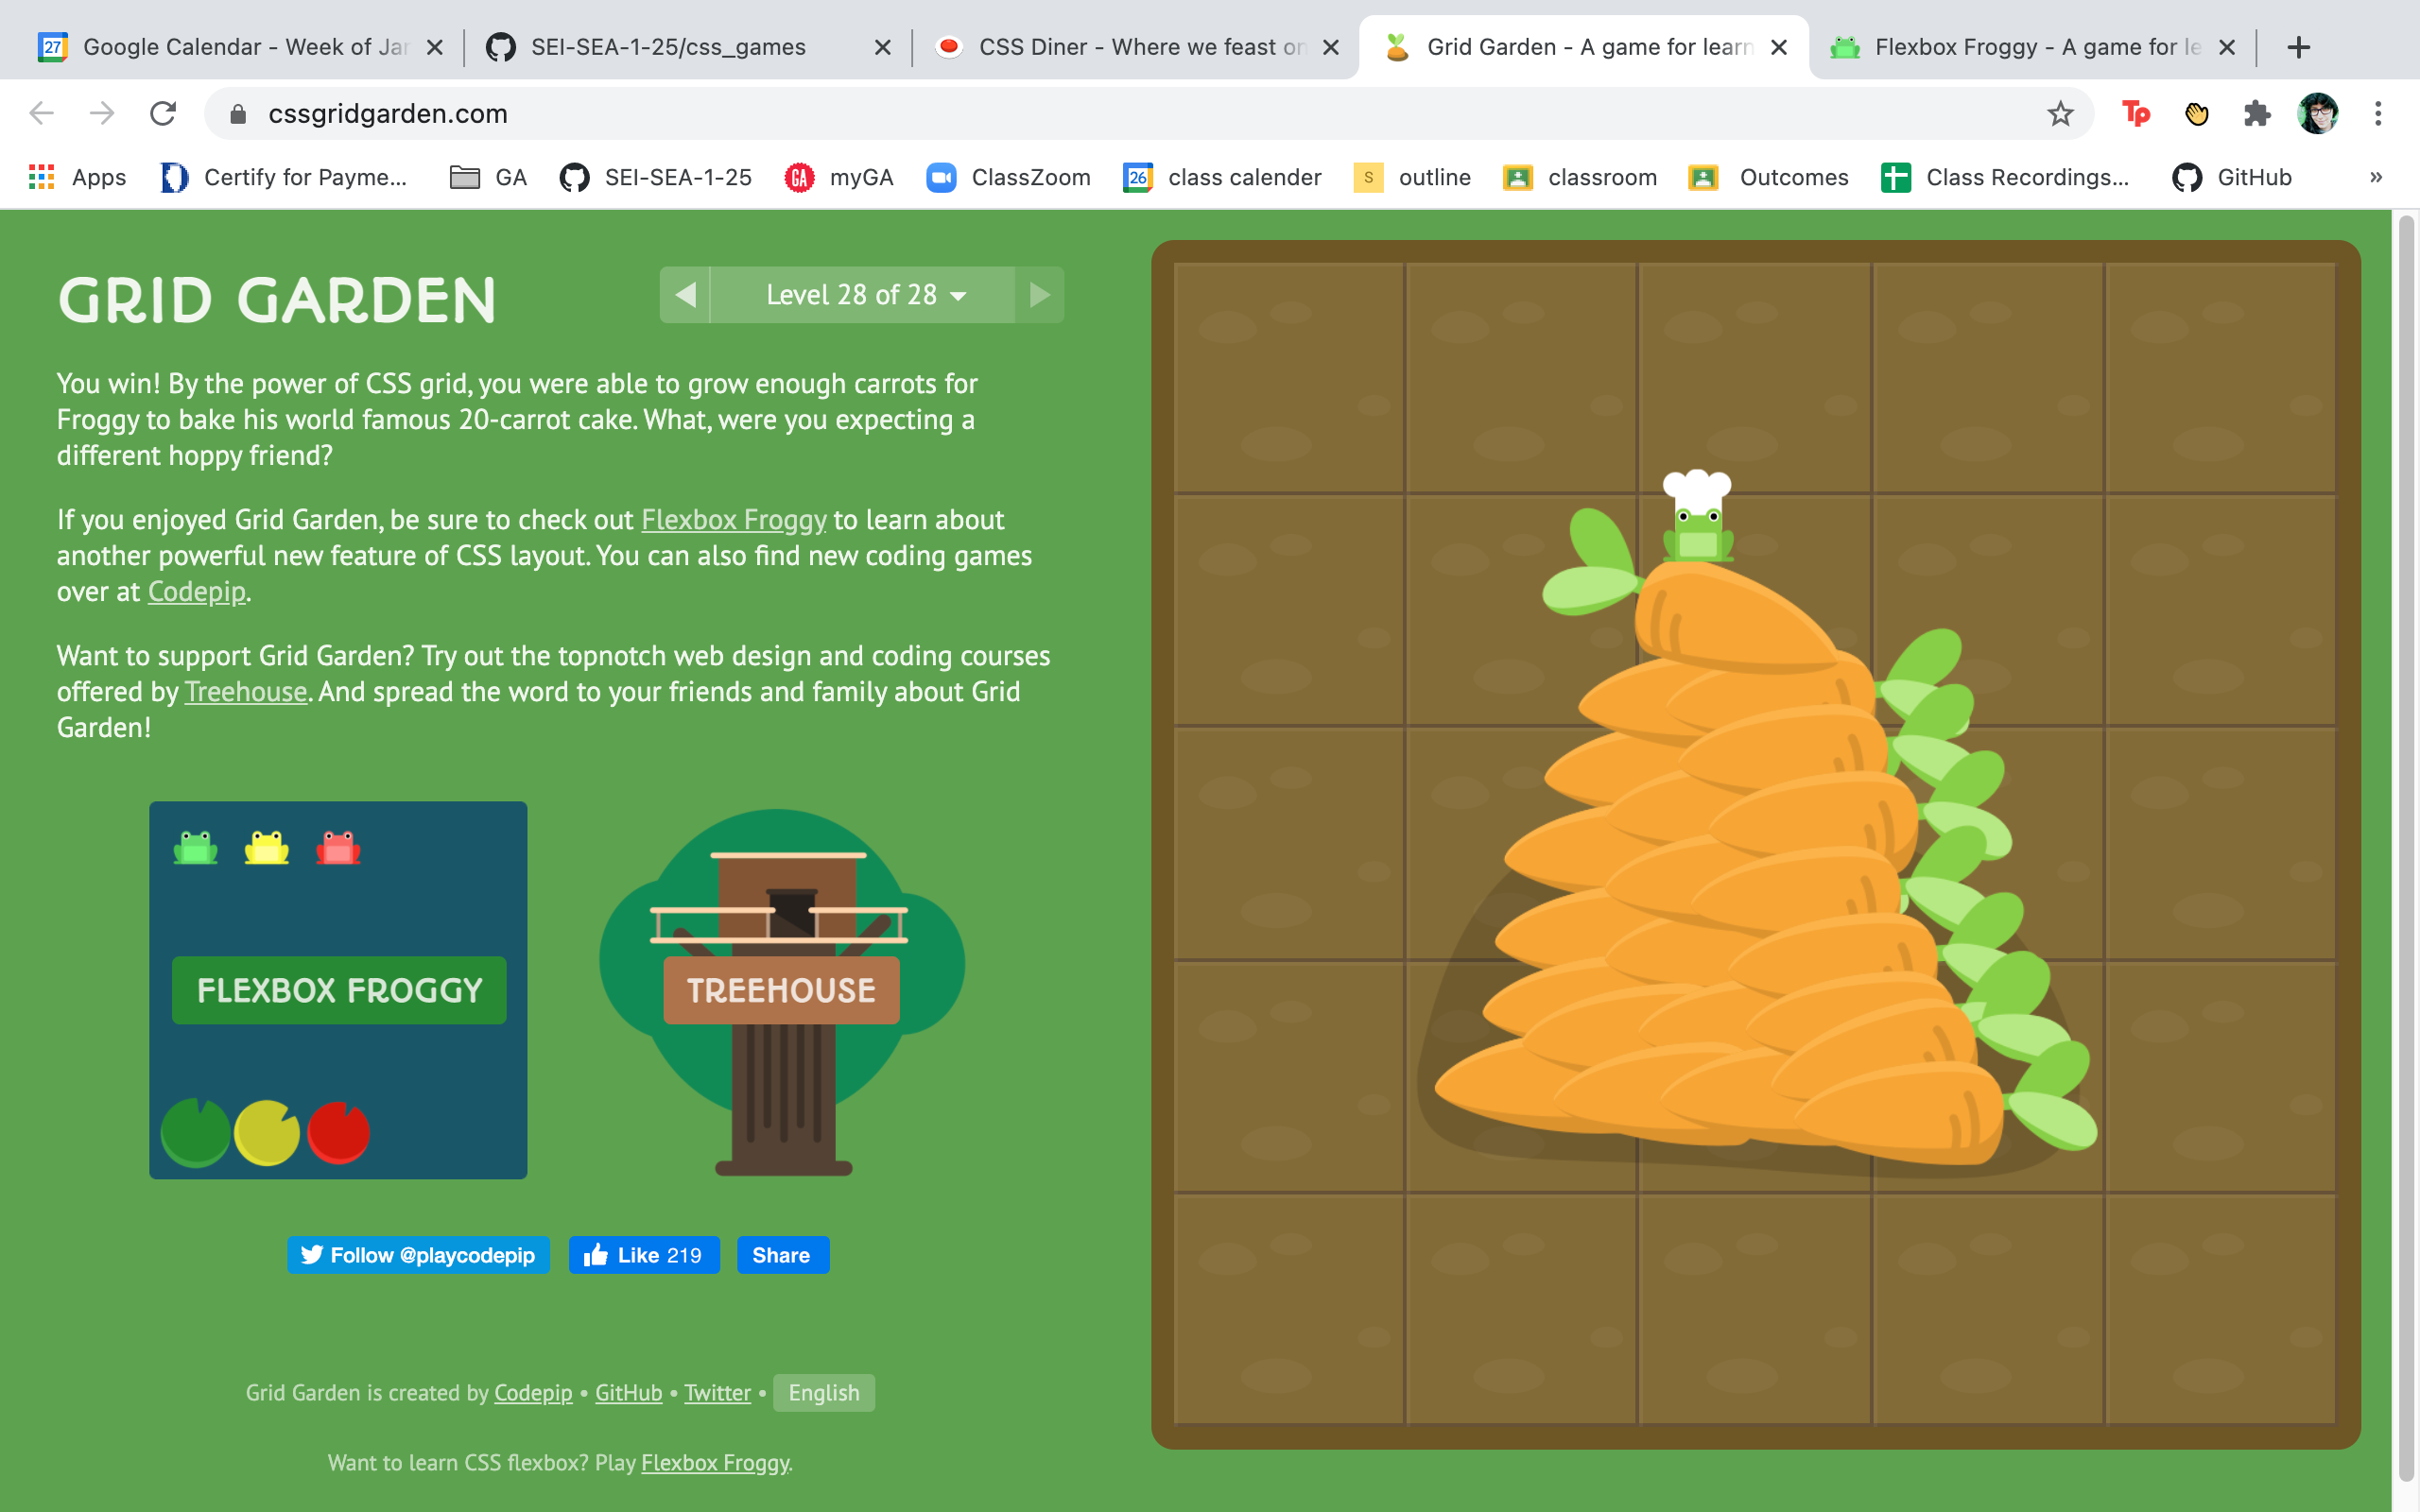 27 Google Calendar - Week of Jar
SEI-SEA-1-25/css_games
CSS Diner - Where we feast on
Grid Garden - A game for learn
Flexbox Froggy - A game for le
cssgridgarden.com
Tp
Apps
Certify for Payme...
GA
SEI-SEA-1-25
GA myGA
ClassZoom
26 class calender
S outline
classroom
Outcomes
Class Recordings...
GitHub
»
GRID GARDEN
Level 28 of 28
You win! By the power of CSS grid, you were able to grow enough carrots for
Froggy to bake his world famous 20-carrot cake. What, were you expecting a
different hoppy friend?
If you enjoyed Grid Garden, be sure to check out Flexbox Froggy to learn about
another powerful new feature of CSS layout. You can also find new coding games
over at Codepip.
Want to support Grid Garden? Try out the topnotch web design and coding courses
offered by Treehouse. And spread the word to your friends and family about Grid
Garden!
FLEXBOX FROGGY
TREEHOUSE
Follow @playcodepip
Like 219
Share
Grid Garden is created by Codepip • GitHub • Twitter • English
Want to learn CSS flexbox? Play Flexbox Froggy.